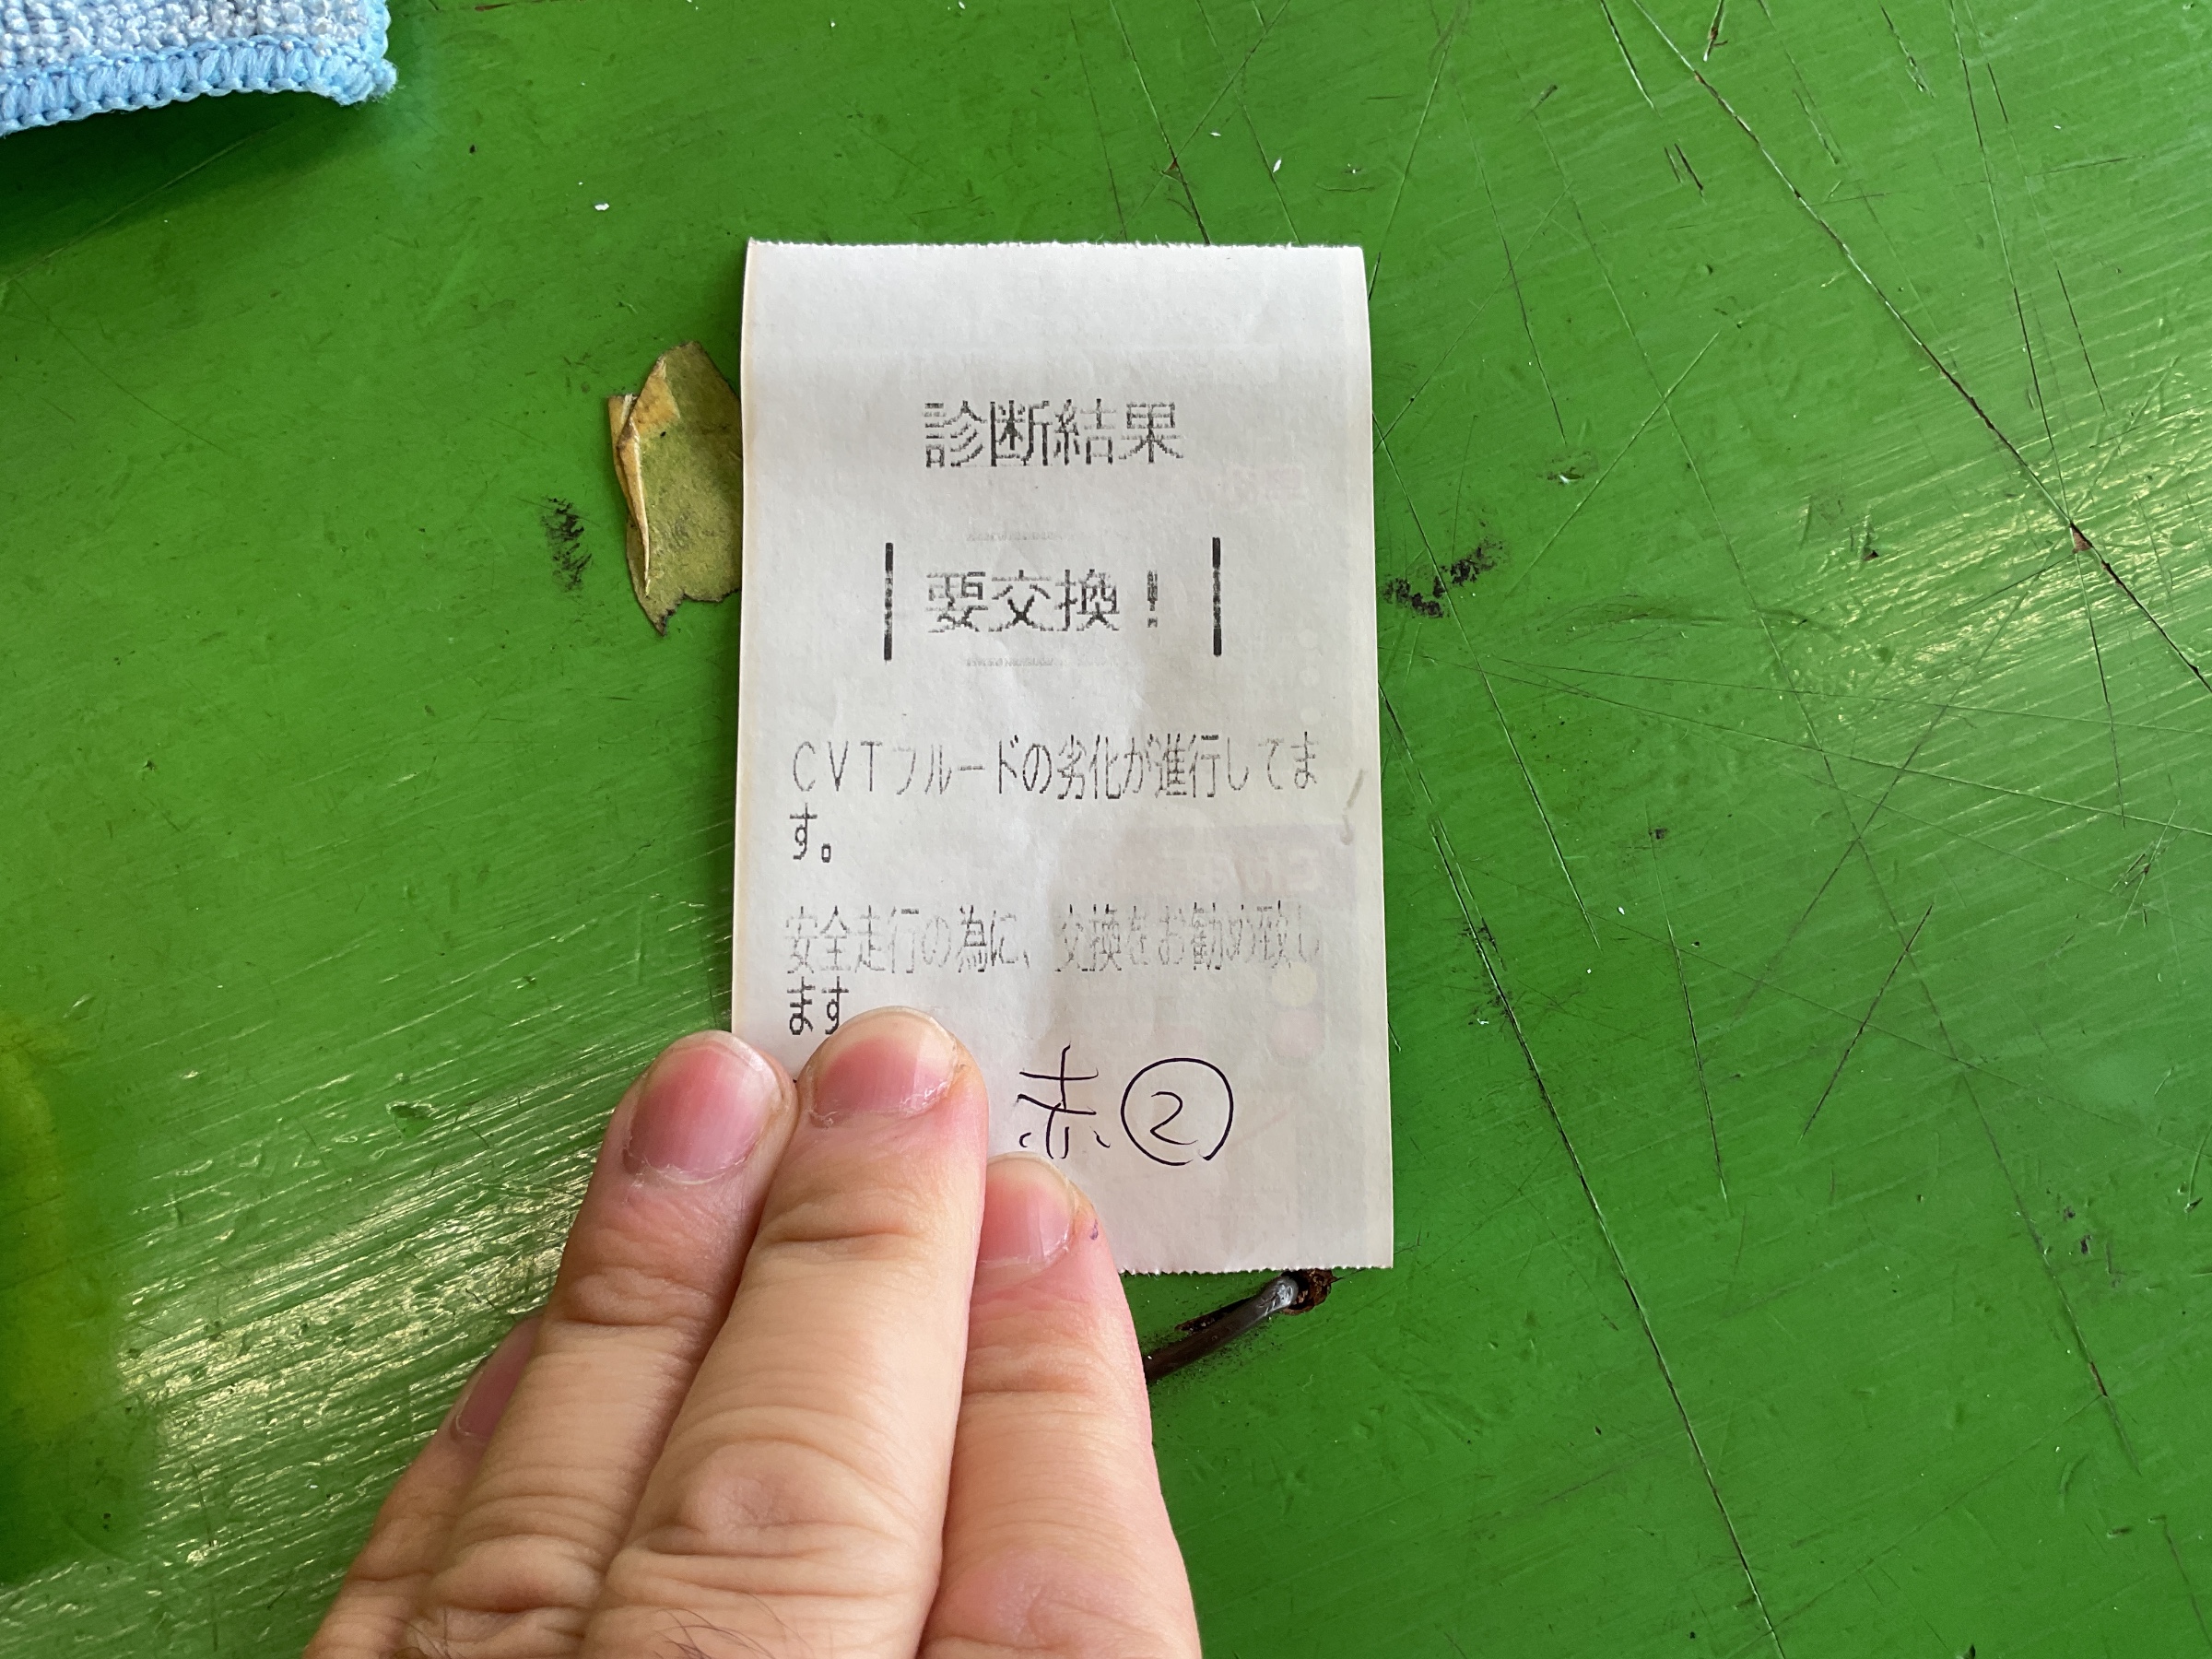 診断結果
要交換！
ＣＶＴフルードの劣化が進行してま
す。
安全走行の為に、交換をお勧め致し
ます
赤②